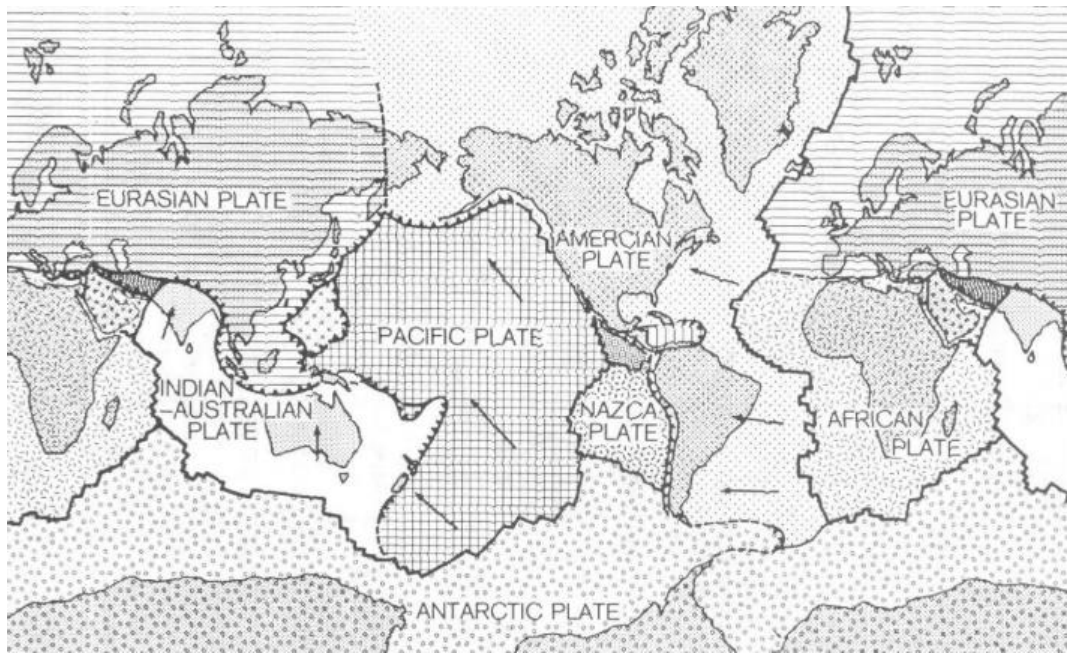 EURASIAN PLATE
EURASIAN
PLATE
AMERCIAN
PLATE
PACIFIC PLATE
INDIAN
-AUSTRALIAN
PLATE
NAZCA
PLATE
AFRICAN
PLATE
ANTARCTIC PLATE